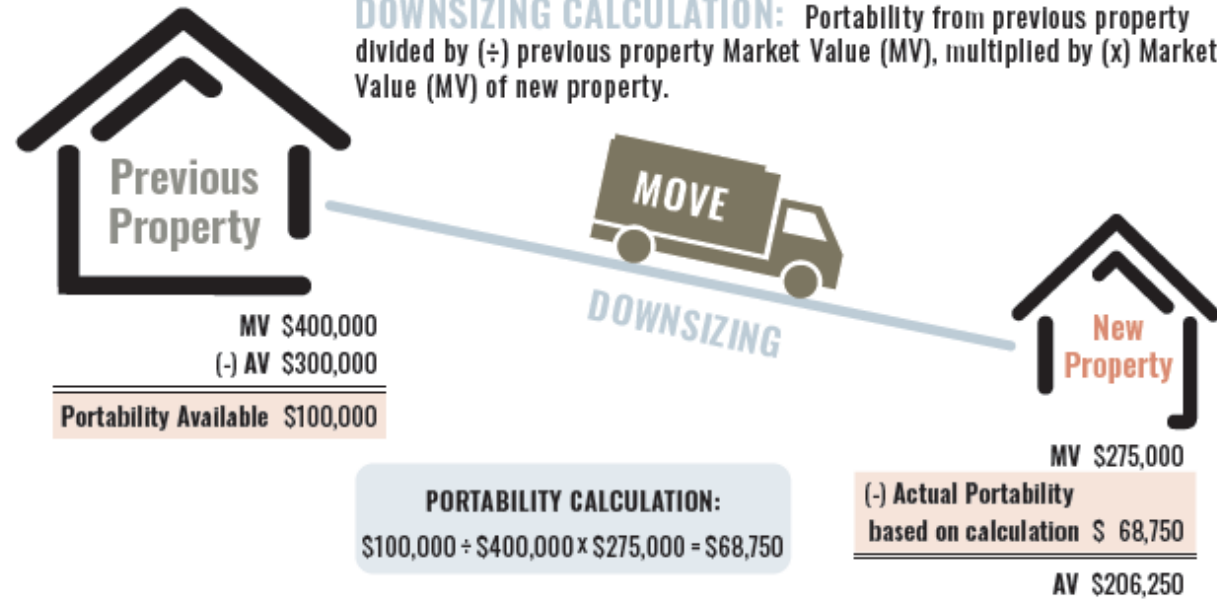 DOWNSIZING CALCULATION: Portability from previous property
divided by (÷) previous property Market Value (MV), multiplied by (x) Market
Value (MV) of new property.
Previous
Property
MOVE
DOWNSIZING
New
Property
MV $400,000
(-) AV $300,000
Portability Available $100,000
PORTABILITY CALCULATION:
$100,000 ÷ $400,000 x $275,000 = $68,750
MV $275,000
(-) Actual Portability
based on calculation $ 68,750
AV $206,250